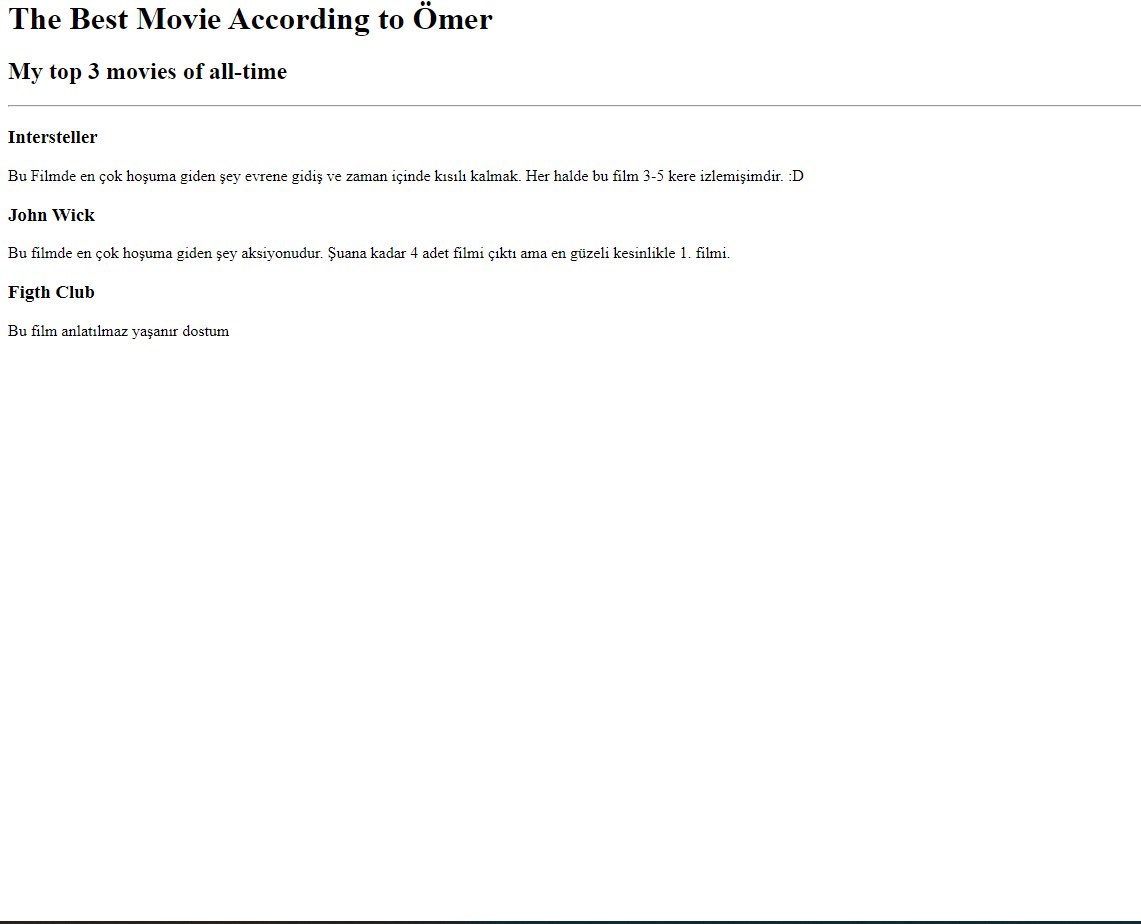 The Best Movie According to Ömer
My top 3 movies of all-time
Intersteller
Bu Filmde en çok hoşuma giden şey evrene gidiş ve zaman içinde kısılı kalmak. Her halde bu film 3-5 kere izlemişimdir. :D
John Wick
Bu filmde en çok hoşuma giden şey aksiyonudur. Şuana kadar 4 adet filmi çıktı ama en güzeli kesinlikle 1. filmi.
Figth Club
Bu film anlatılmaz yaşanır dostum